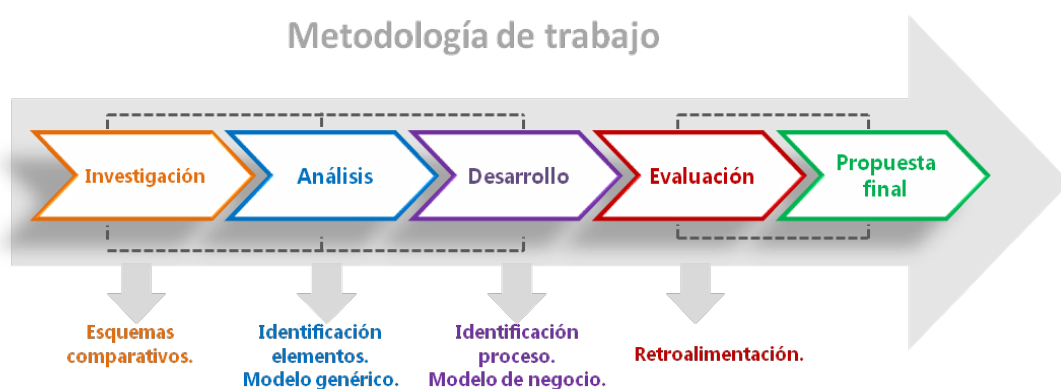 Metodología de trabajo
Investigación
Análisis
Desarrollo
Evaluación
Propuesta
final
Esquemas
comparativos.
Identificación
elementos.
Modelo genérico.
Identificación
proceso.
Modelo de negocio.
Retroalimentación.